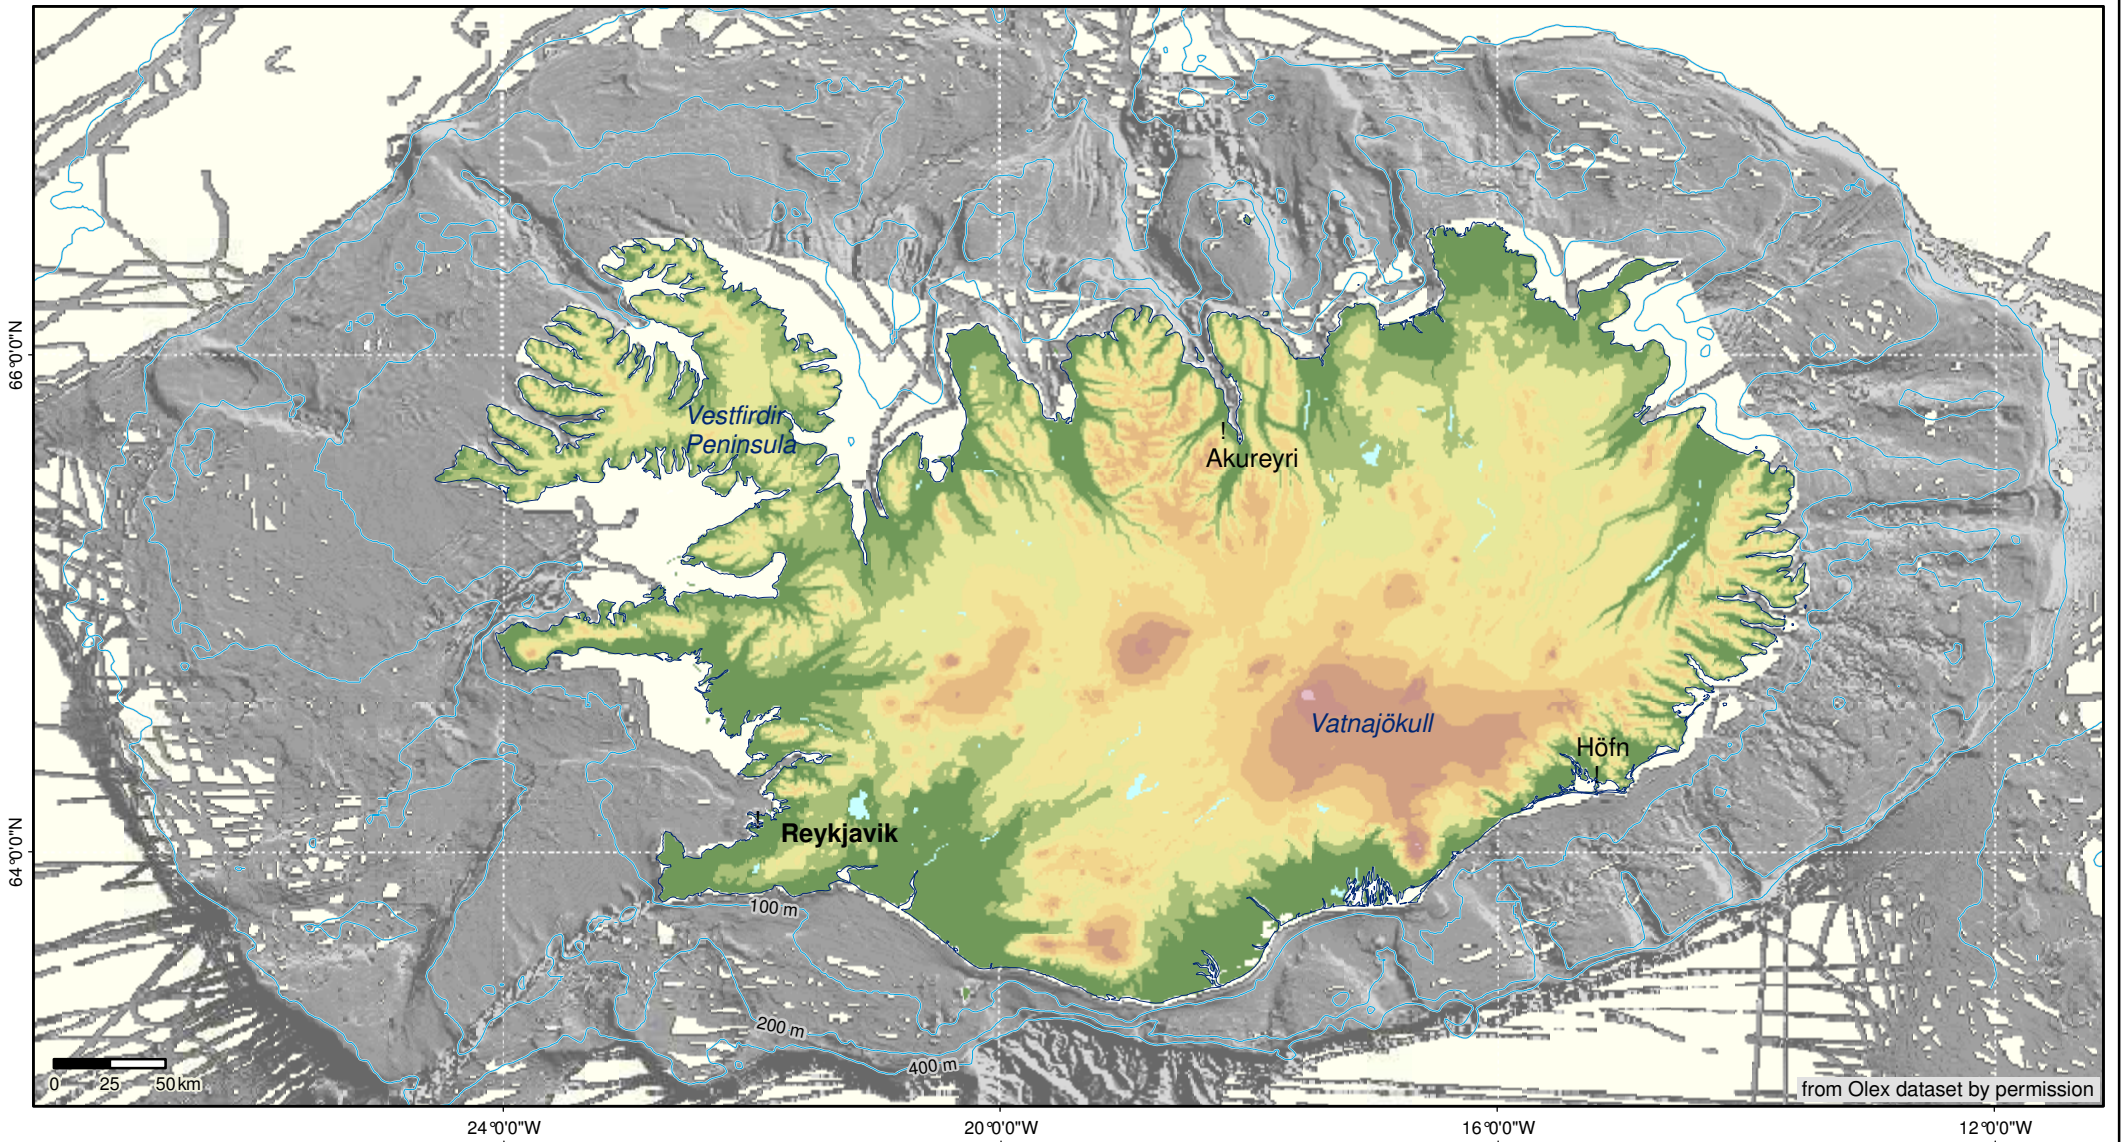 66°0'0"N
64°0'0"N
Vestfirdir
Peninsula
Akureyri
Vatnajökull
Höfn
Reykjavik
100 m
200 m
400 m
0 25 50 km
from Olex dataset by permission
24°0'0"W 20°0'0"W 16°0'0"W 12°0'0"W